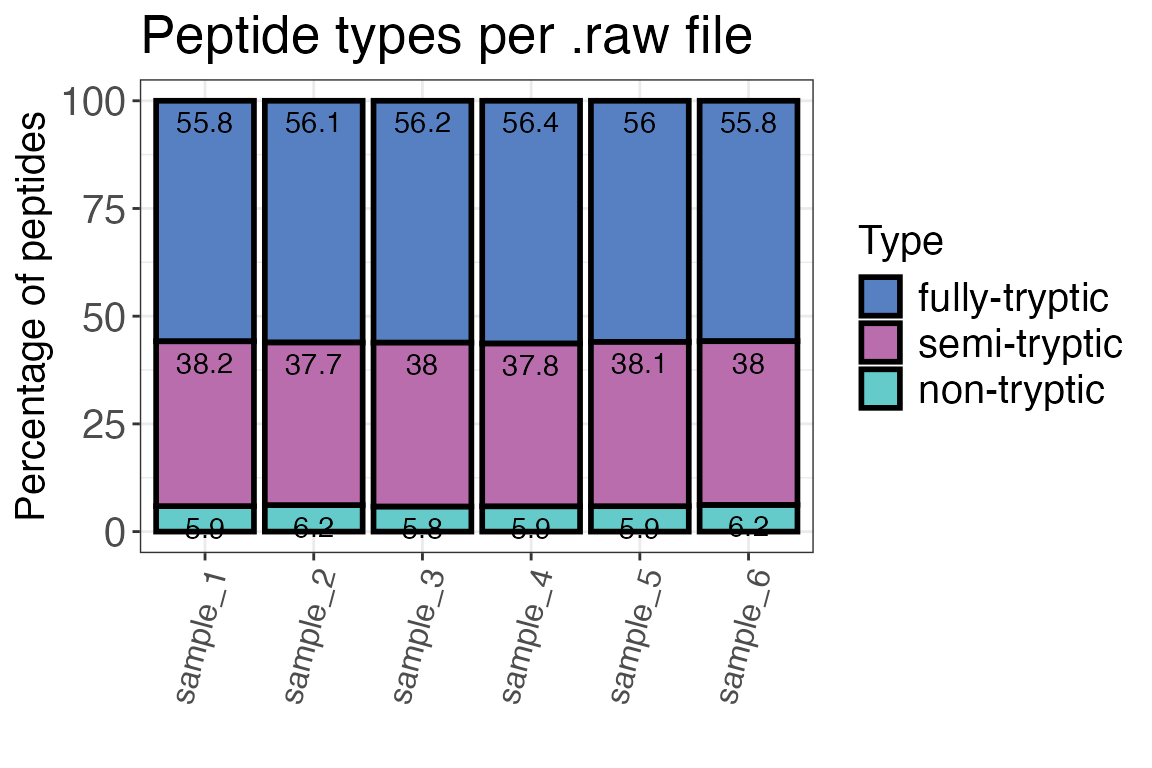 Peptide types per .raw file
Percentage of peptides
100
75
50
25
0
55.8 56.1 56.2 56.4 56 55.8
38.2 37.7 38 37.8 38.1 38
5.9 6.2 5.8 5.9 5.9 6.2
sample_1 sample_2 sample_3 sample_4 sample_5 sample_6
Type
fully-tryptic
semi-tryptic
non-tryptic